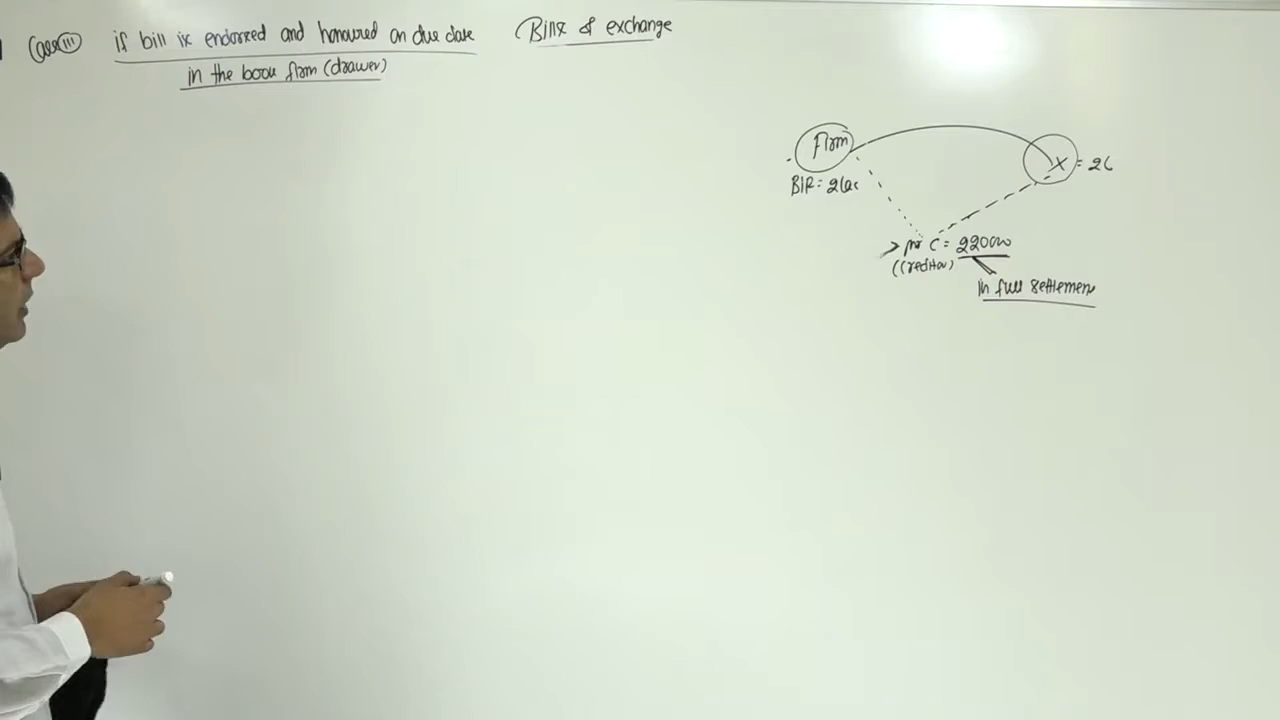 Case (iii) if bill is endorsed and honoured on due date
in the book firm (drawer)
Bills of exchange
Firm
X = 2L
B/R = 2lac
> Mr C = 220000
(Creditor)
in full settlement